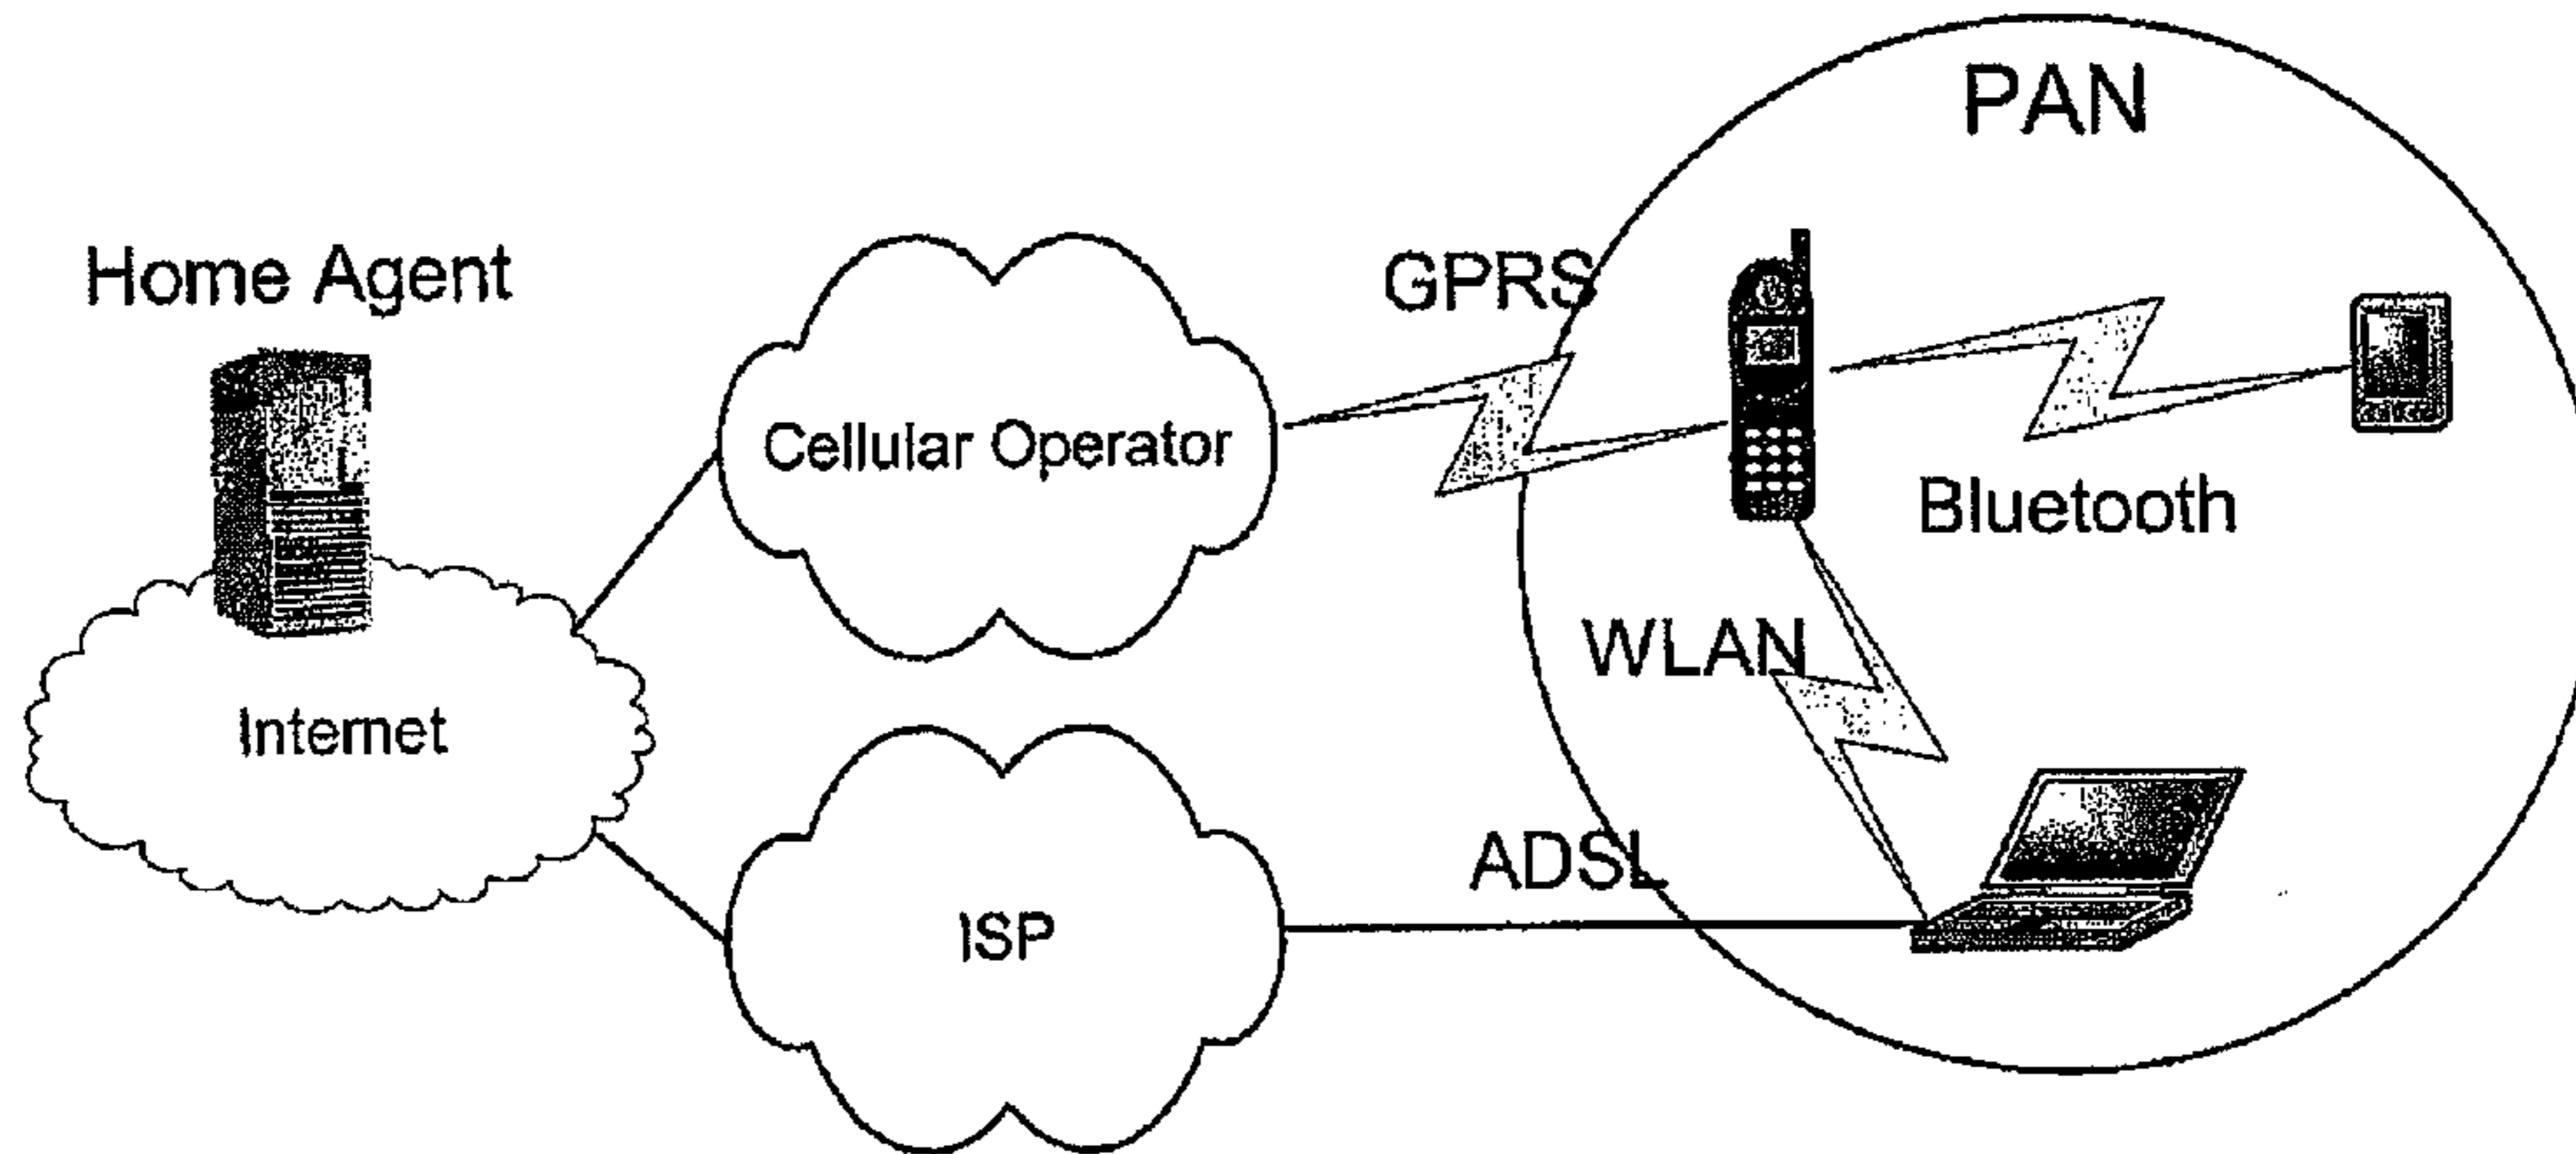 PAN
Home Agent
GPRS
Cellular Operator
Bluetooth
WLAN
Internet
ADSL
ISP